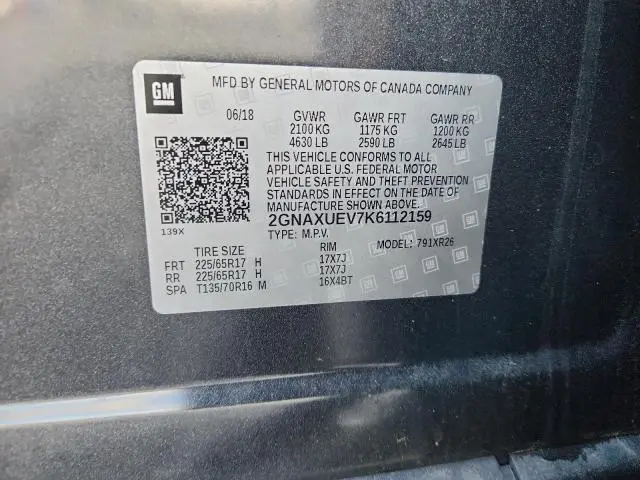 GM
MFD BY GENERAL MOTORS OF CANADA COMPANY
06/18 GVWR GAWR FRT GAWR RR
2100 KG 1175 KG 1200 KG
4630 LB 2590 LB 2645 LB
THIS VEHICLE CONFORMS TO ALL
APPLICABLE U.S. FEDERAL MOTOR
VEHICLE SAFETY AND THEFT PREVENTION
STANDARDS IN EFFECT ON THE DATE OF
MANUFACTURE SHOWN ABOVE.
2GNAXUEV7K6112159
139X
TYPE: M.P.V. MODEL: 791XR26
TIRE SIZE RIM
FRT 225/65R17 H 17X7J
RR 225/65R17 H 17X7J
SPA T135/70R16 M 16X4BT